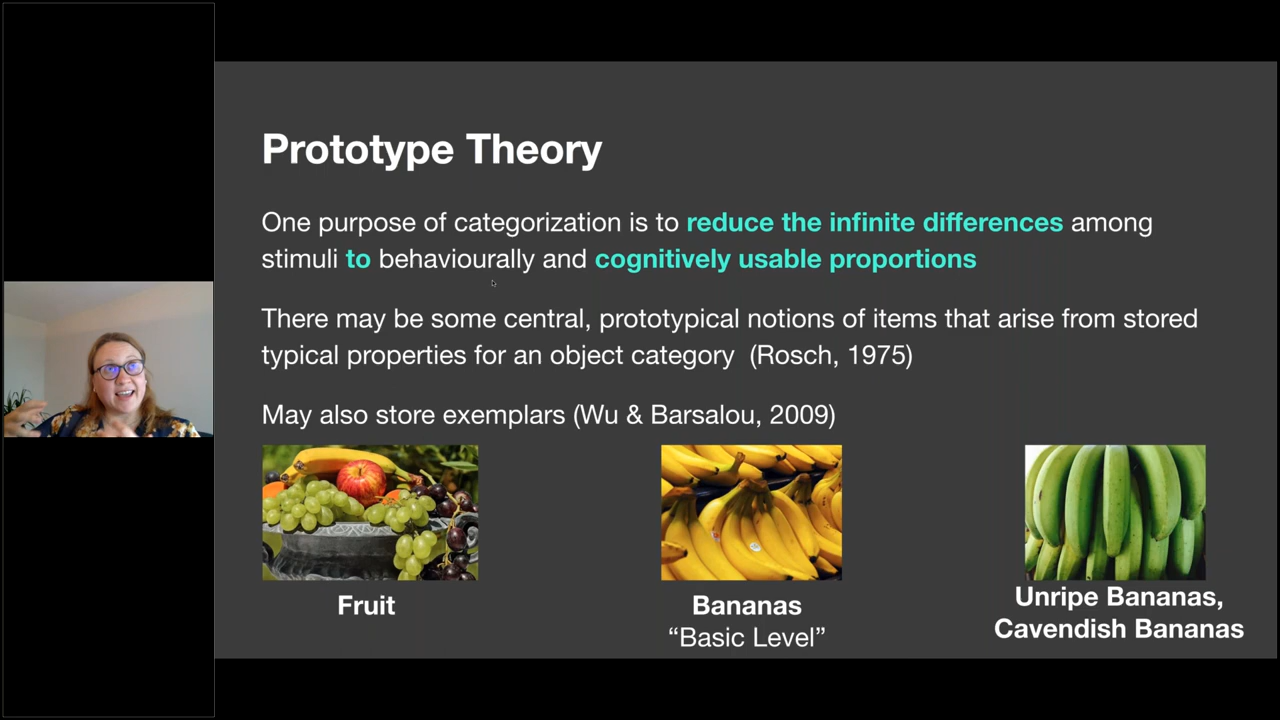 Prototype Theory
One purpose of categorization is to reduce the infinite differences among
stimuli to behaviourally and cognitively usable proportions
There may be some central, prototypical notions of items that arise from stored
typical properties for an object category (Rosch, 1975)
May also store exemplars (Wu & Barsalou, 2009)
Fruit
Bananas
“Basic Level”
Unripe Bananas,
Cavendish Bananas